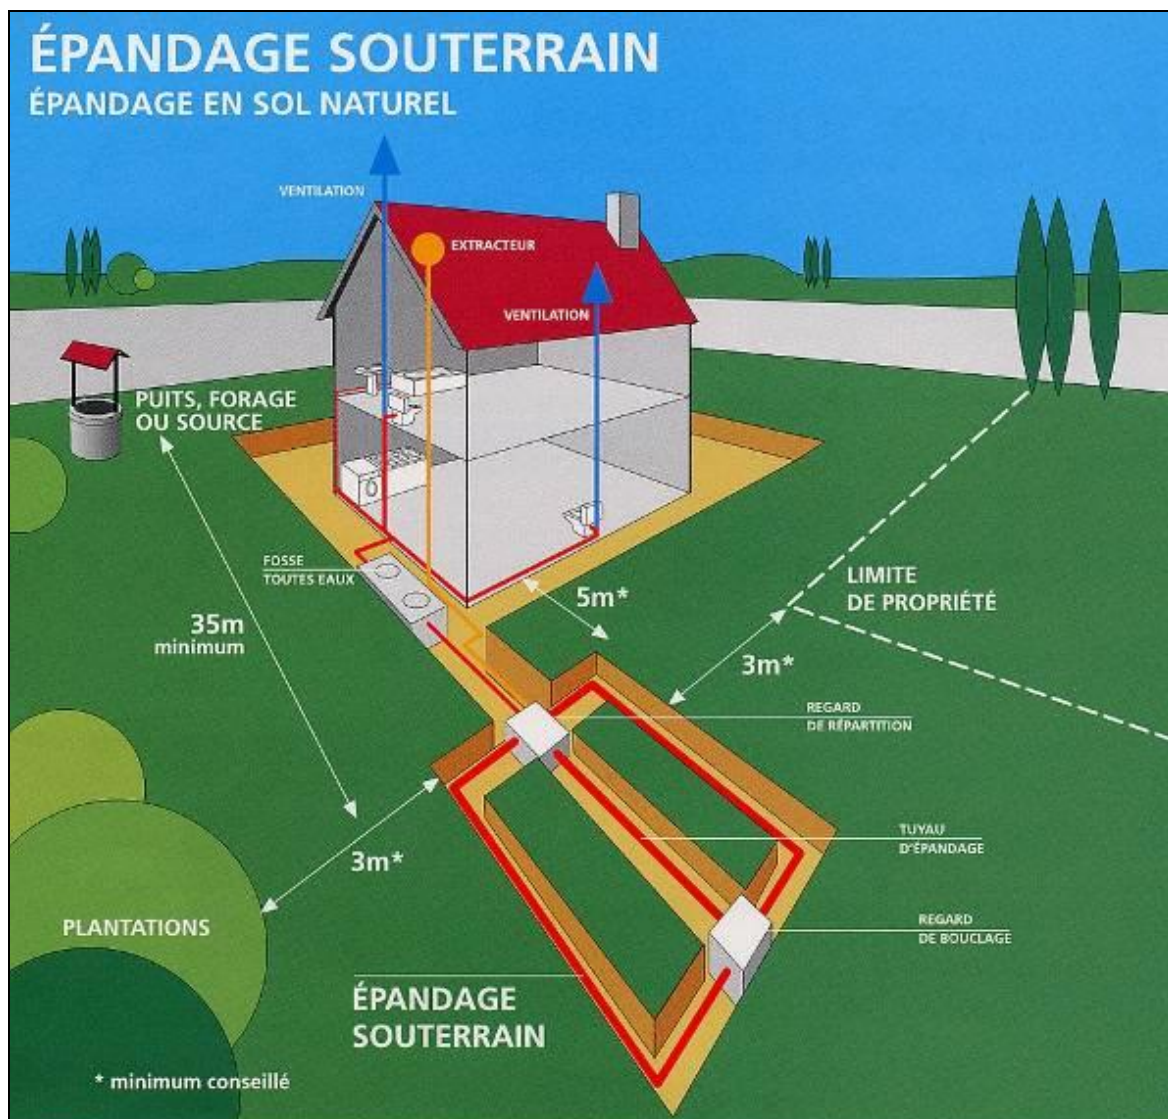 ÉPANDAGE SOUTERRAIN
ÉPANDAGE EN SOL NATUREL
VENTILATION
EXTRACTEUR
VENTILATION
PUITS, FORAGE
OU SOURCE
FOSSE
TOUTES EAUX
5m*
LIMITE
DE PROPRIÉTÉ
35m
minimum
3m*
REGARD
DE RÉPARTITION
TUYAU
D'ÉPANDAGE
3m*
PLANTATIONS
REGARD
DE BOUCLAGE
ÉPANDAGE
SOUTERRAIN
* minimum conseillé